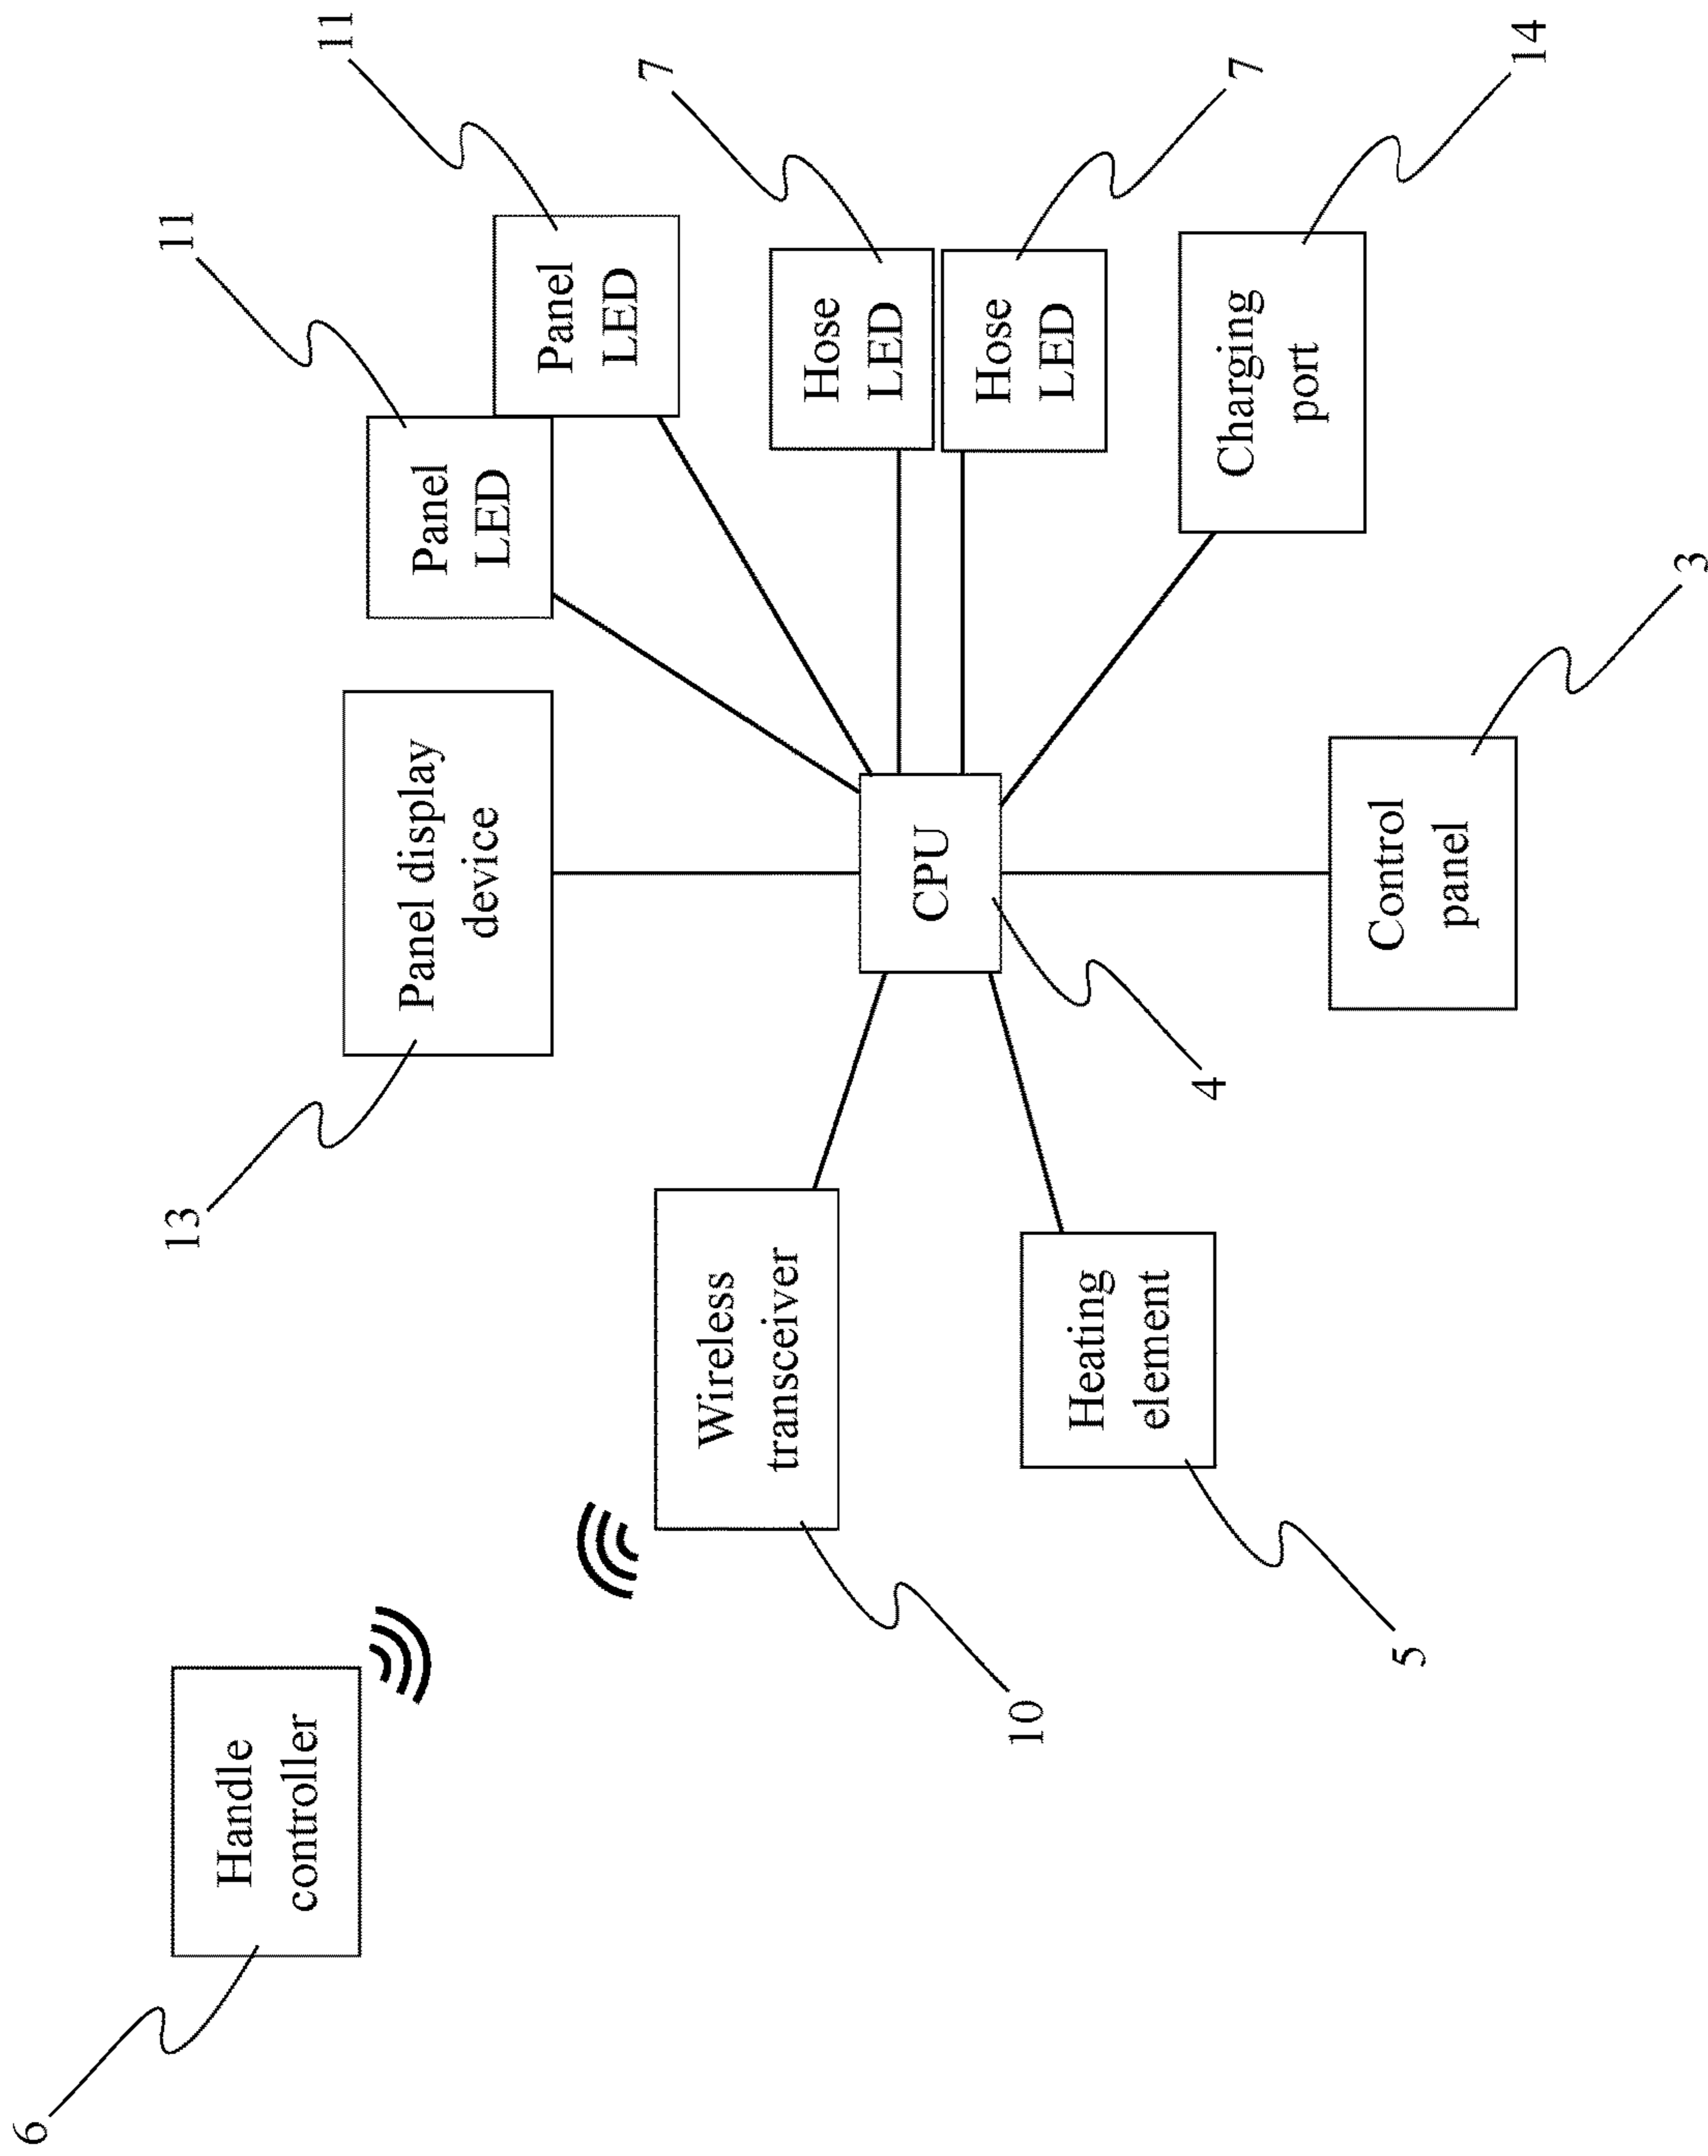 6
Handle
controller
13
Panel display
device
11
Panel
LED
11
Panel
LED
10
Wireless
transceiver
7
Hose
LED
7
Hose
LED
CPU
4
5
Heating
element
14
Charging
port
3
Control
panel